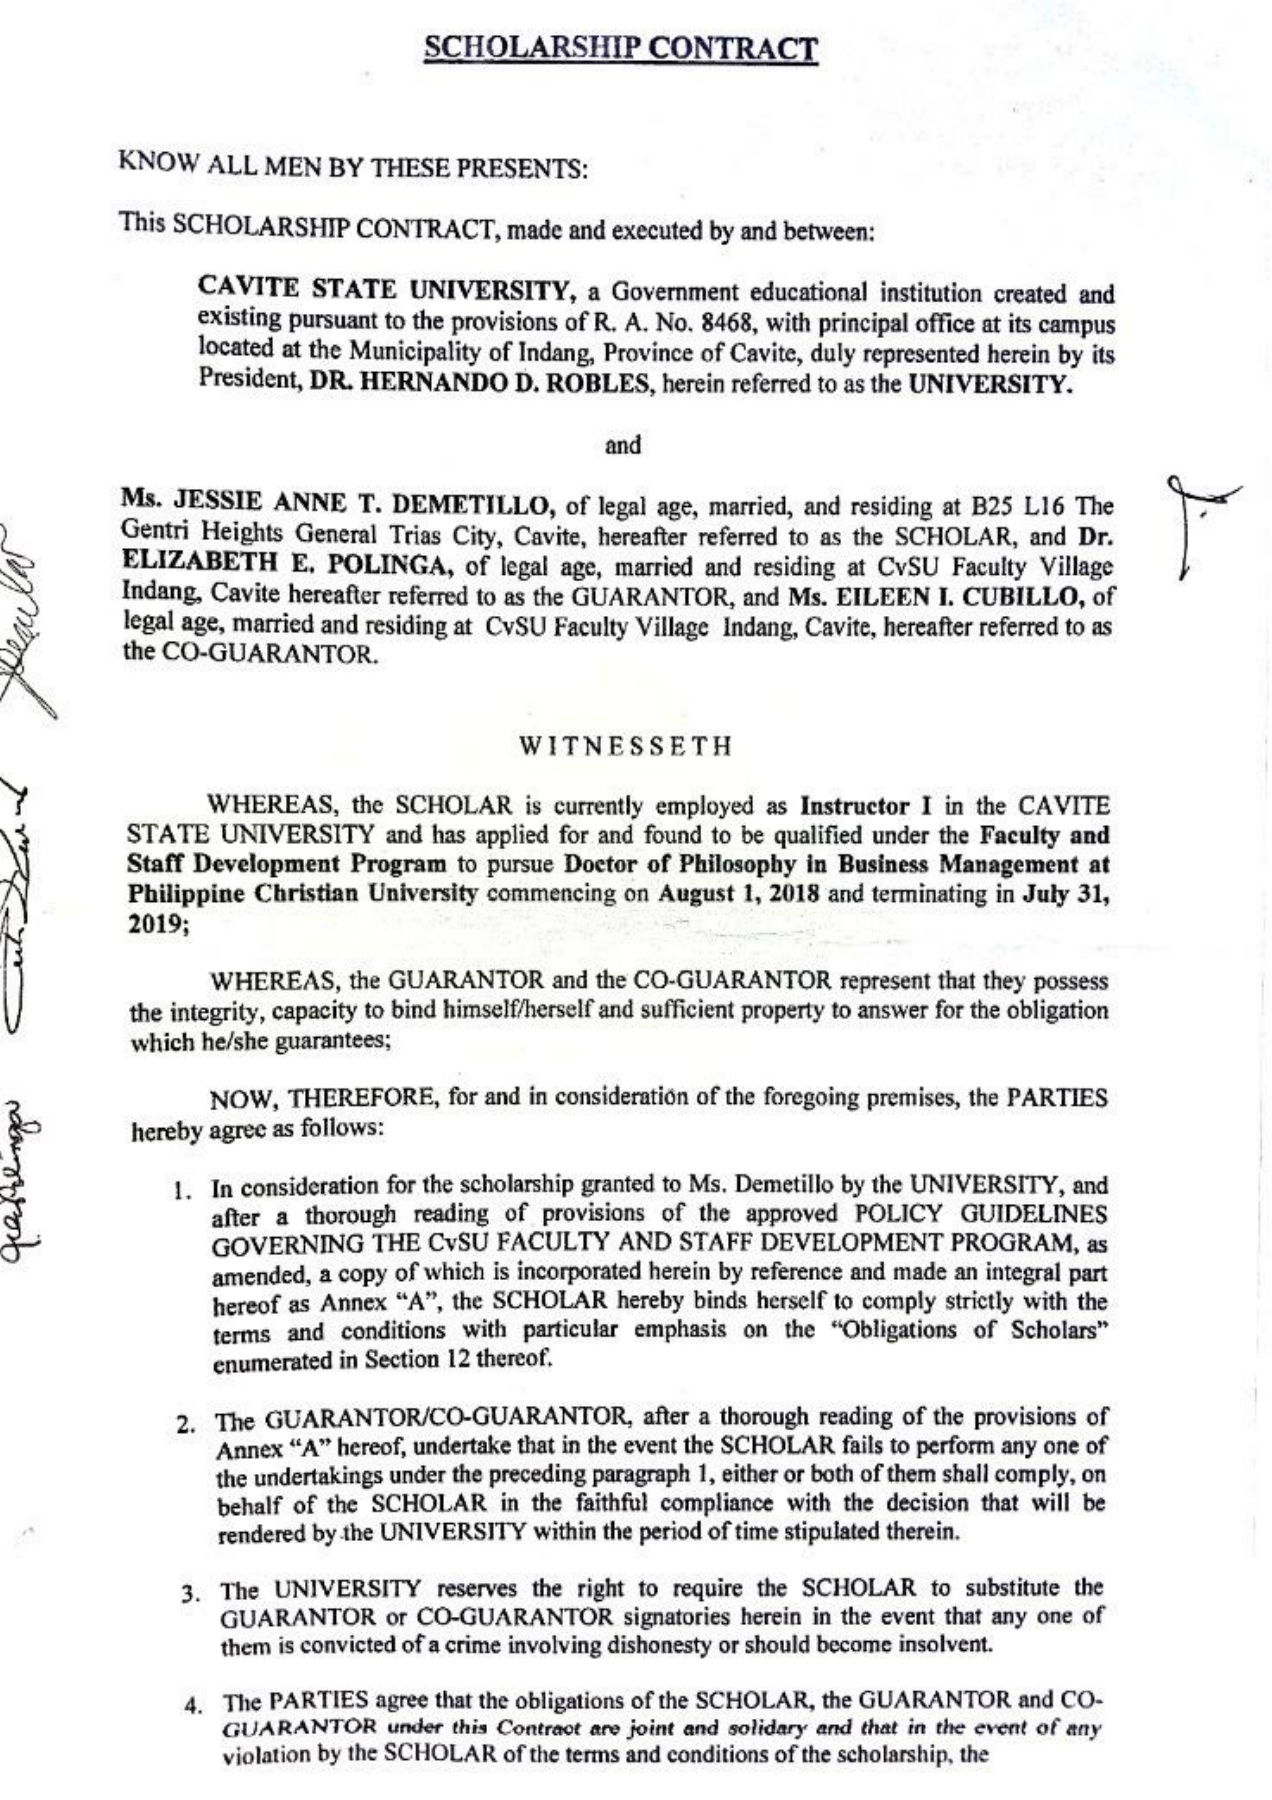 SCHOLARSHIP CONTRACT
KNOW ALL MEN BY THESE PRESENTS:
This SCHOLARSHIP CONTRACT, made and executed by and between:
CAVITE STATE UNIVERSITY, a Government educational institution created and
existing pursuant to the provisions of R. A. No. 8468, with principal office at its campus
located at the Municipality of Indang, Province of Cavite, duly represented herein by its
President, DR. HERNANDO D. ROBLES, herein referred to as the UNIVERSITY.
and
Ms. JESSIE ANNE T. DEMETILLO, of legal age, married, and residing at B25 L16 The
Gentri Heights General Trias City, Cavite, hereafter referred to as the SCHOLAR, and Dr.
ELIZABETH E. POLINGA, of legal age, married and residing at CvSU Faculty Village
Indang, Cavite hereafter referred to as the GUARANTOR, and Ms. EILEEN I. CUBILLO, of
legal age, married and residing at CvSU Faculty Village Indang, Cavite, hereafter referred to as
the CO-GUARANTOR.
WITNESSETH
WHEREAS, the SCHOLAR is currently employed as Instructor I in the CAVITE
STATE UNIVERSITY and has applied for and found to be qualified under the Faculty and
Staff Development Program to pursue Doctor of Philosophy in Business Management at
Philippine Christian University commencing on August 1, 2018 and terminating in July 31,
2019;
WHEREAS, the GUARANTOR and the CO-GUARANTOR represent that they possess
the integrity, capacity to bind himself/herself and sufficient property to answer for the obligation
which he/she guarantees;
NOW, THEREFORE, for and in consideration of the foregoing premises, the PARTIES
hereby agree as follows:
1. In consideration for the scholarship granted to Ms. Demetillo by the UNIVERSITY, and
after a thorough reading of provisions of the approved POLICY GUIDELINES
GOVERNING THE CvSU FACULTY AND STAFF DEVELOPMENT PROGRAM, as
amended, a copy of which is incorporated herein by reference and made an integral part
hereof as Annex “A”, the SCHOLAR hereby binds herself to comply strictly with the
terms and conditions with particular emphasis on the “Obligations of Scholars”
enumerated in Section 12 thereof.
2. The GUARANTOR/CO-GUARANTOR, after a thorough reading of the provisions of
Annex “A” hereof, undertake that in the event the SCHOLAR fails to perform any one of
the undertakings under the preceding paragraph 1, either or both of them shall comply, on
behalf of the SCHOLAR in the faithful compliance with the decision that will be
rendered by the UNIVERSITY within the period of time stipulated therein.
3. The UNIVERSITY reserves the right to require the SCHOLAR to substitute the
GUARANTOR or CO-GUARANTOR signatories herein in the event that any one of
them is convicted of a crime involving dishonesty or should become insolvent.
4. The PARTIES agree that the obligations of the SCHOLAR, the GUARANTOR and CO-
GUARANTOR under this Contract are joint and solidary and that in the event of any
violation by the SCHOLAR of the terms and conditions of the scholarship, the